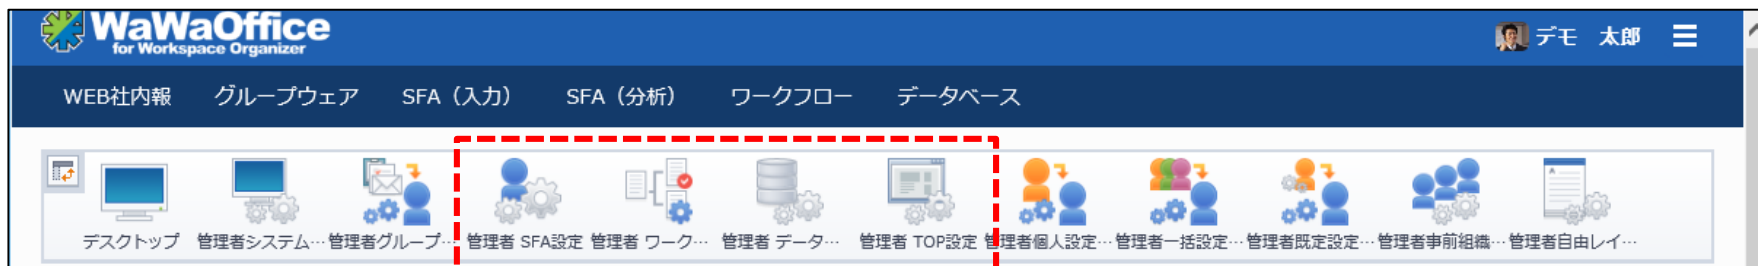 WaWaOffice
for Workspace Organizer
デモ 太郎
WEB社内報 グループウェア SFA（入力） SFA（分析） ワークフロー データベース
デスクトップ 管理者システム… 管理者グループ… 管理者 SFA設定 管理者 ワーク… 管理者 データ… 管理者 TOP設定 管理者個人設定… 管理者一括設定… 管理者既定設定… 管理者事前組織… 管理者自由レイ…